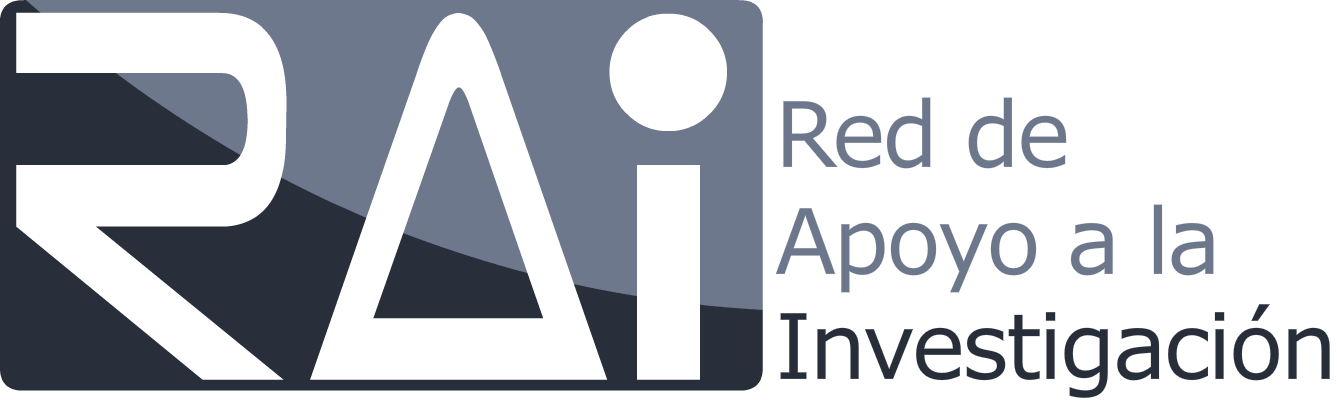 RAi
Red de
Apoyo a la
Investigación